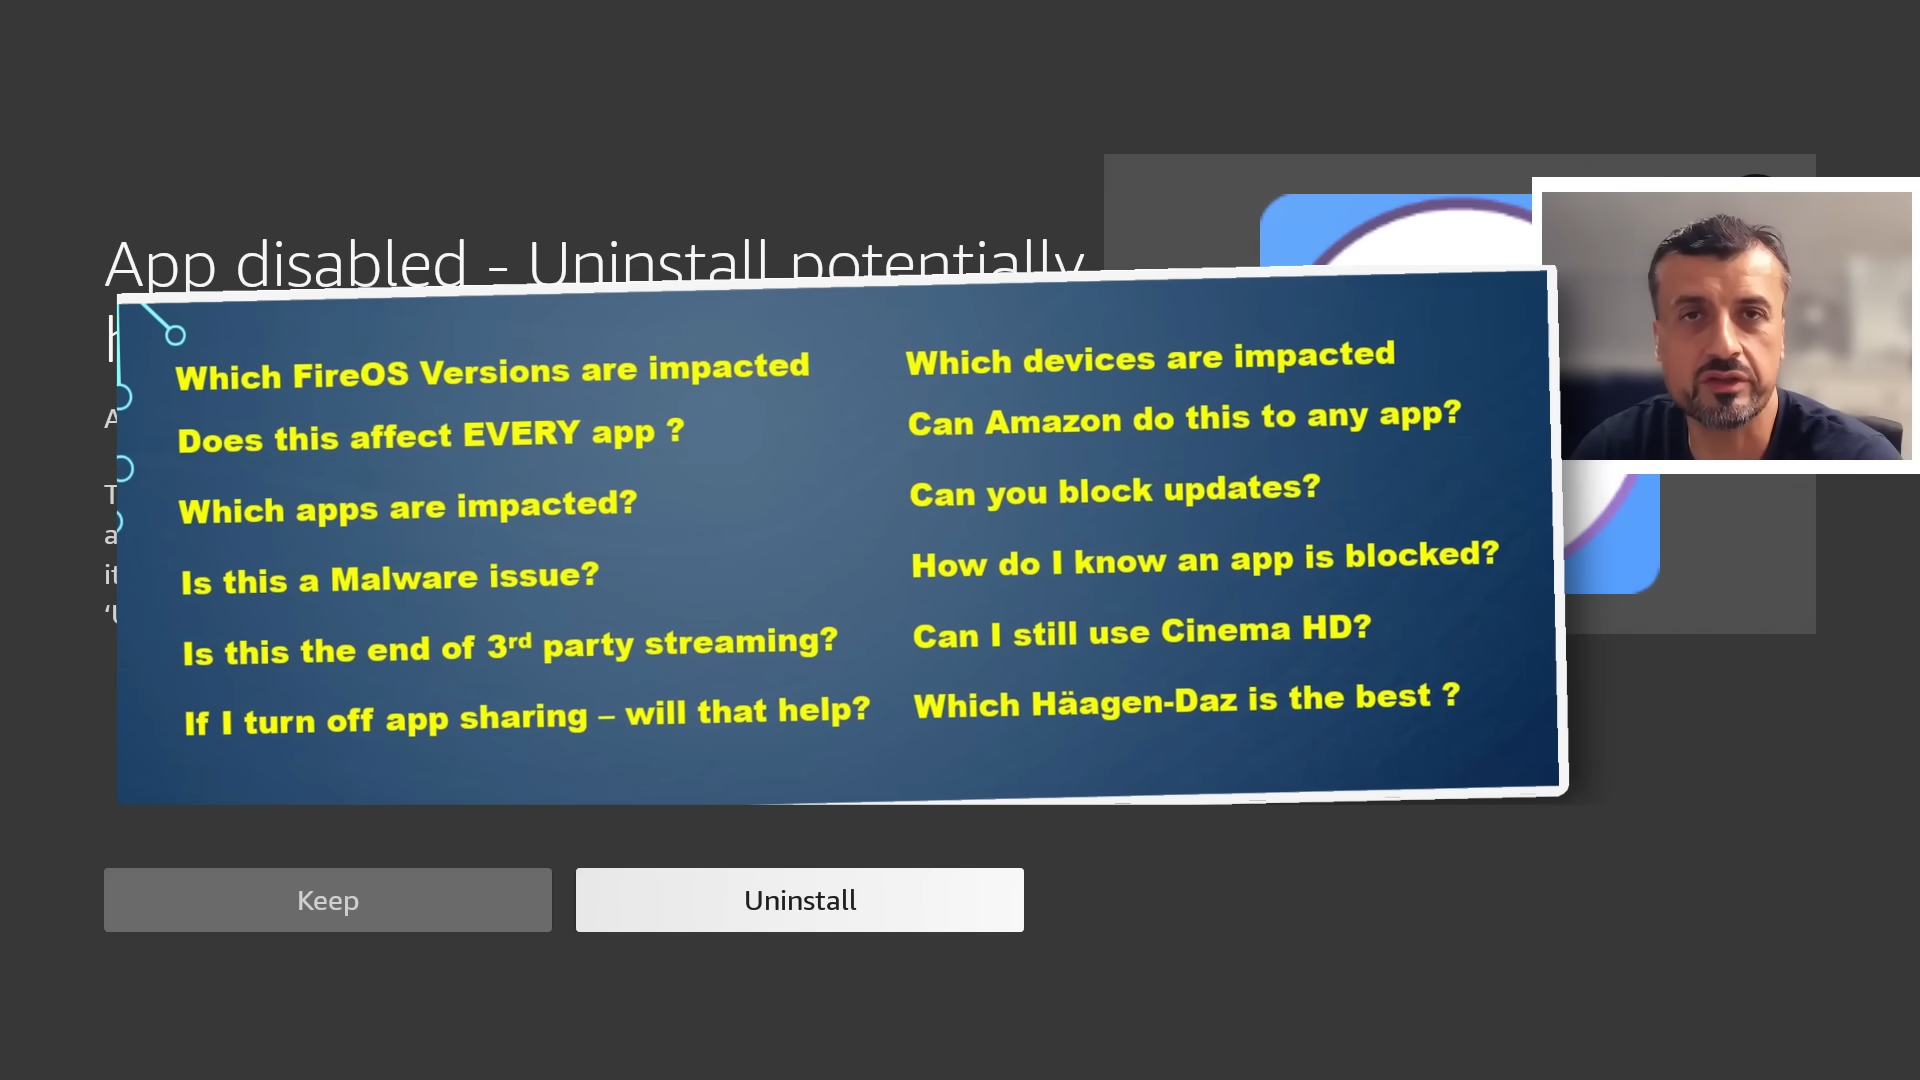 App disabled - Uninstall potentially
Which FireOS Versions are impacted
Does this affect EVERY app ?
Which apps are impacted?
Is this a Malware issue?
Is this the end of 3rd party streaming?
If I turn off app sharing – will that help?
Which devices are impacted
Can Amazon do this to any app?
Can you block updates?
How do I know an app is blocked?
Can I still use Cinema HD?
Which Häagen-Daz is the best ?
Keep
Uninstall